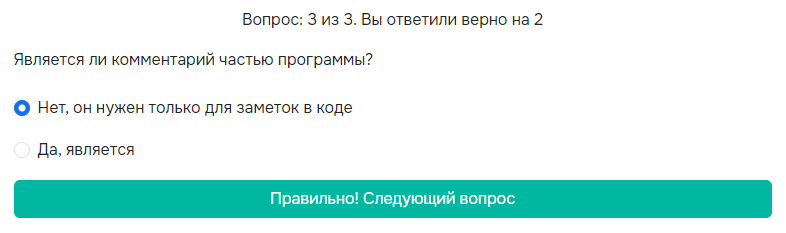 Вопрос: 3 из 3. Вы ответили верно на 2
Является ли комментарий частью программы?
Нет, он нужен только для заметок в коде
Да, является
Правильно! Следующий вопрос